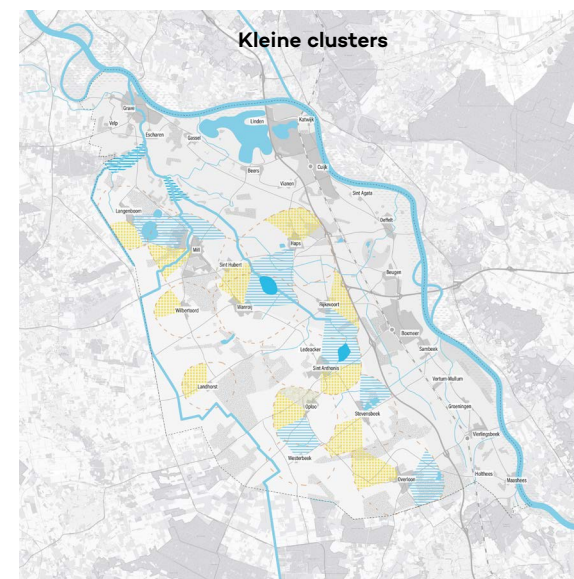 Kleine clusters
Grave
Velp
Escharen
Gassel
Linden
Katwijk
Beers
Vianen
Cuijk
Sint Agata
Langenboom
Mill
Haps
Oeffelt
Sint Hubert
Beugen
Wilbertoord
Wanroij
Rijkevoort
Boxmeer
Ledeacker
Sambeek
Sint Anthonis
Landhorst
Vortum-Mullem
Oploo
Stevensbeek
Groeningen
Vierlingsbeek
Westerbeek
Overloon
Holthees
Maashees